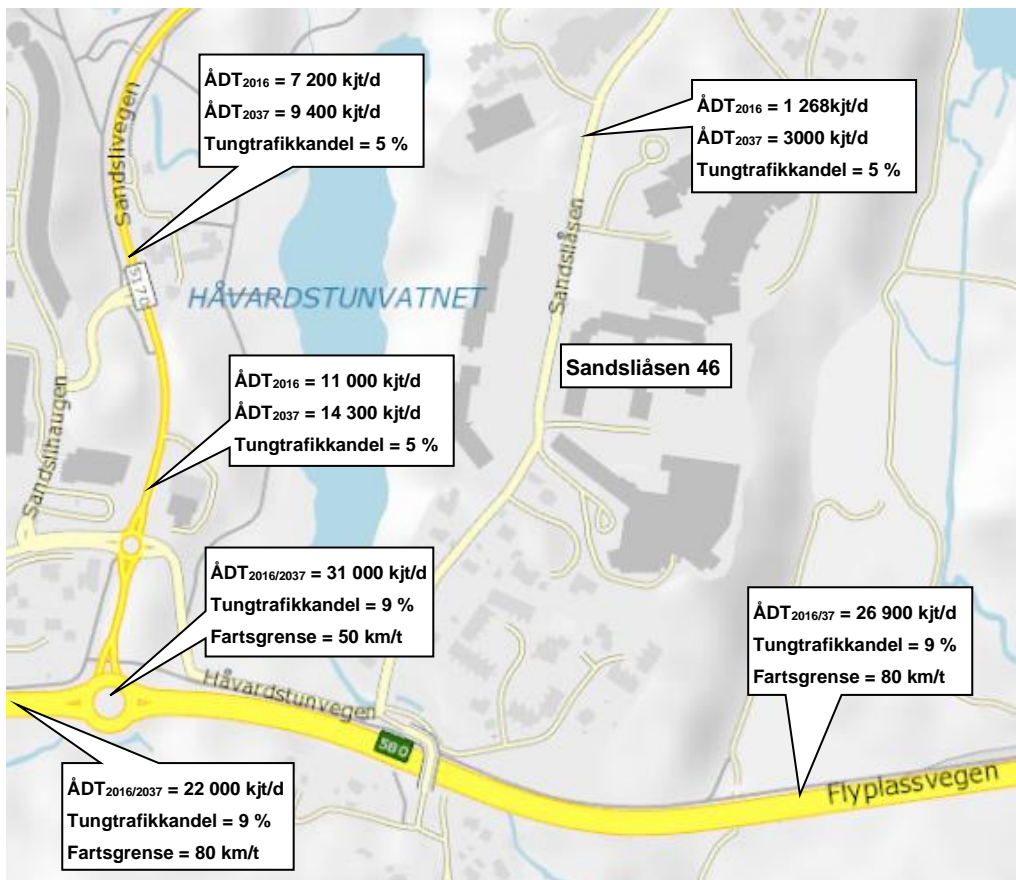 ÅDT2016 = 7 200 kjt/d
ÅDT2037 = 9 400 kjt/d
Tungtrafikkandel = 5 %
ÅDT2016 = 1 268kjt/d
ÅDT2037 = 3000 kjt/d
Tungtrafikkandel = 5 %
Sandslivegen
5170
HÅVARDSTUNVATNET
Sandsliåsen
Sandsliåsen 46
ÅDT2016 = 11 000 kjt/d
ÅDT2037 = 14 300 kjt/d
Tungtrafikkandel = 5 %
Sandslihaugen
ÅDT2016/2037 = 31 000 kjt/d
Tungtrafikkandel = 9 %
Fartsgrense = 50 km/t
ÅDT2016/37 = 26 900 kjt/d
Tungtrafikkandel = 9 %
Fartsgrense = 80 km/t
Håvardstunvegen
580
Flyplassvegen
ÅDT2016/2037 = 22 000 kjt/d
Tungtrafikkandel = 9 %
Fartsgrense = 80 km/t